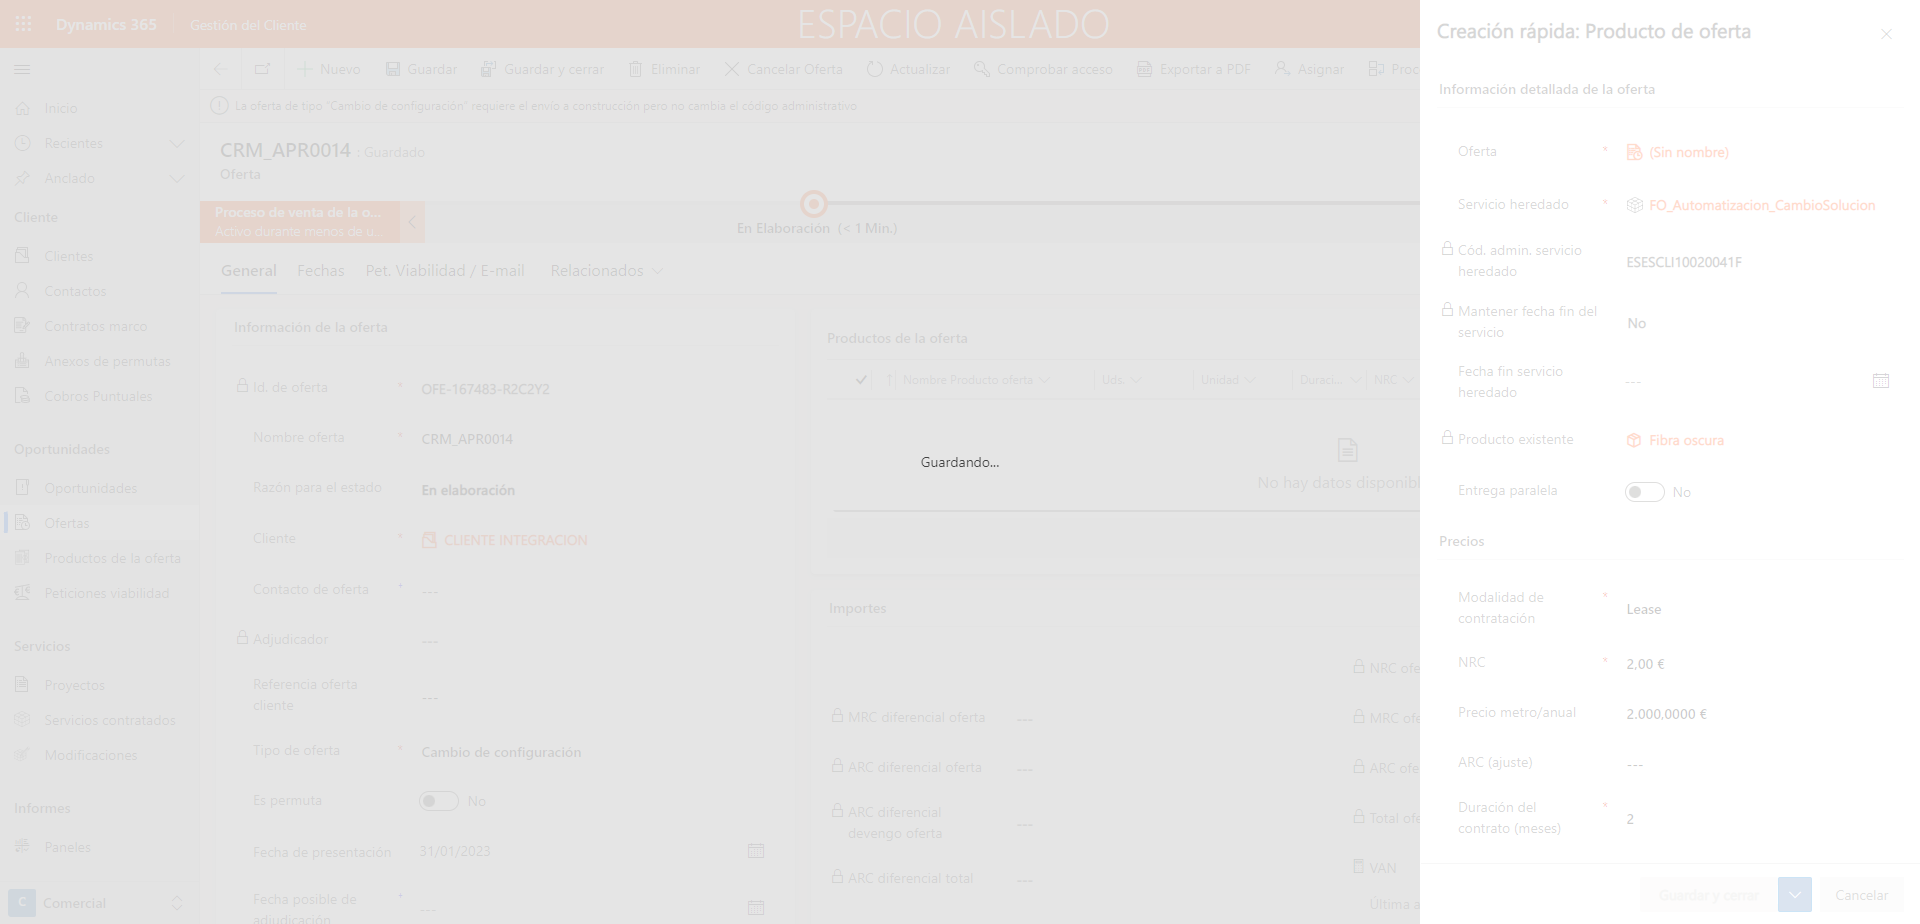 Dynamics 365
Gestión del Cliente
ESPACIO AISLADO
Nuevo
Guardar
Guardar y cerrar
Eliminar
Cancelar Oferta
Actualizar
Comprobar acceso
Exportar a PDF
Asignar
Proc
La oferta de tipo "Cambio de configuración" requiere el envío a construcción pero no cambia el código administrativo
Inicio
Recientes
Anclado
Cliente
Clientes
Contactos
Contratos marco
Anexos de permutas
Cobros Puntuales
Oportunidades
Oportunidades
Ofertas
Productos de la oferta
Peticiones viabilidad
Servicios
Proyectos
Servicios contratados
Modificaciones
Informes
Paneles
C
Comercial
CRM_APR0014 : Guardado
Oferta
Proceso de venta de la o...
Activo durante menos de u...
En Elaboración (< 1 Min.)
General
Fechas
Pet. Viabilidad / E-mail
Relacionados
Información de la oferta
Id. de oferta * OFE-167483-R2C2Y2
Nombre oferta * CRM_APR0014
Razón para el estado En elaboración
Cliente * CLIENTE INTEGRACION
Contacto de oferta * ---
Adjudicador ---
Referencia oferta
cliente ---
Tipo de oferta * Cambio de configuración
Es permuta No
Fecha de presentación 31/01/2023
Fecha posible de
adjudicación * ---
Productos de la oferta
Nombre Producto oferta
Uds.
Unidad
Duraci...
NRC
Guardando...
No hay datos disponibl
Importes
NRC ofe
MRC diferencial oferta ---
MRC ofe
ARC diferencial oferta ---
ARC ofe
ARC diferencial
devengo oferta ---
Total ofe
VAN
ARC diferencial total ---
Última a
Creación rápida: Producto de oferta
Información detallada de la oferta
Oferta * (Sin nombre)
Servicio heredado * FO_Automatizacion_CambioSolucion
Cód. admin. servicio
heredado ESESCLI10020041F
Mantener fecha fin del
servicio No
Fecha fin servicio
heredado ---
Producto existente Fibra oscura
Entrega paralela No
Precios
Modalidad de
contratación * Lease
NRC * 2,00 €
Precio metro/anual 2.000,0000 €
ARC (ajuste) ---
Duración del
contrato (meses) * 2
Guardar y cerrar
Cancelar